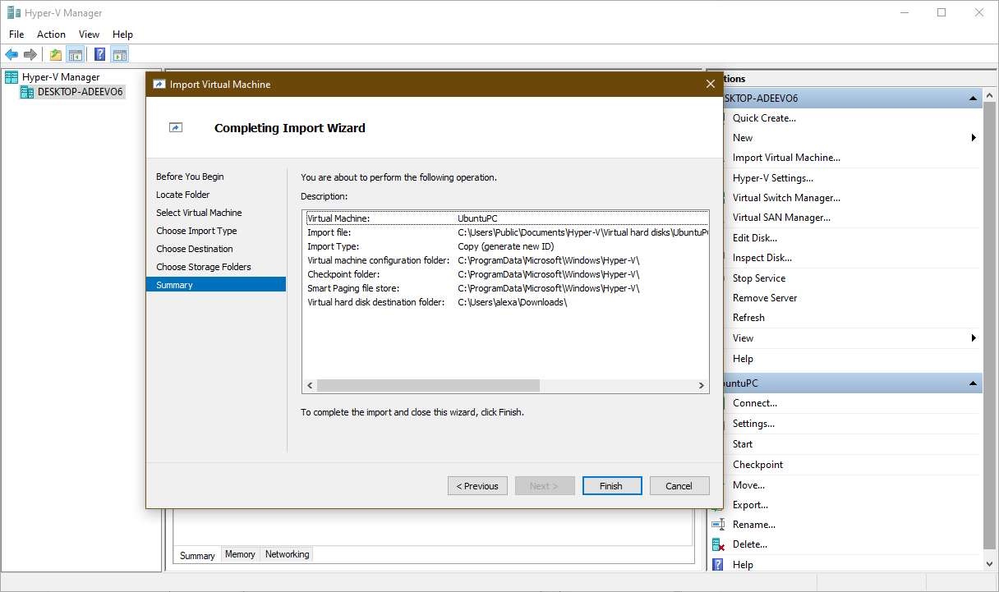 Hyper-V Manager
File Action View Help
Hyper-V Manager
DESKTOP-ADEEVO6
Import Virtual Machine
Completing Import Wizard
Before You Begin
Locate Folder
Select Virtual Machine
Choose Import Type
Choose Destination
Choose Storage Folders
Summary
You are about to perform the following operation.
Description:
Virtual Machine: UbuntuPC
Import file: C:\Users\Public\Documents\Hyper-V\Virtual hard disks\UbuntuP
Import Type: Copy (generate new ID)
Virtual machine configuration folder: C:\ProgramData\Microsoft\Windows\Hyper-V\
Checkpoint folder: C:\ProgramData\Microsoft\Windows\Hyper-V\
Smart Paging file store: C:\ProgramData\Microsoft\Windows\Hyper-V\
Virtual hard disk destination folder: C:\Users\alexa\Downloads\
To complete the import and close this wizard, click Finish.
< Previous Next > Finish Cancel
Summary Memory Networking
tions
SKTOP-ADEEVO6
Quick Create...
New
Import Virtual Machine...
Hyper-V Settings...
Virtual Switch Manager...
Virtual SAN Manager...
Edit Disk...
Inspect Disk...
Stop Service
Remove Server
Refresh
View
Help
buntuPC
Connect...
Settings...
Start
Checkpoint
Move...
Export...
Rename...
Delete...
Help